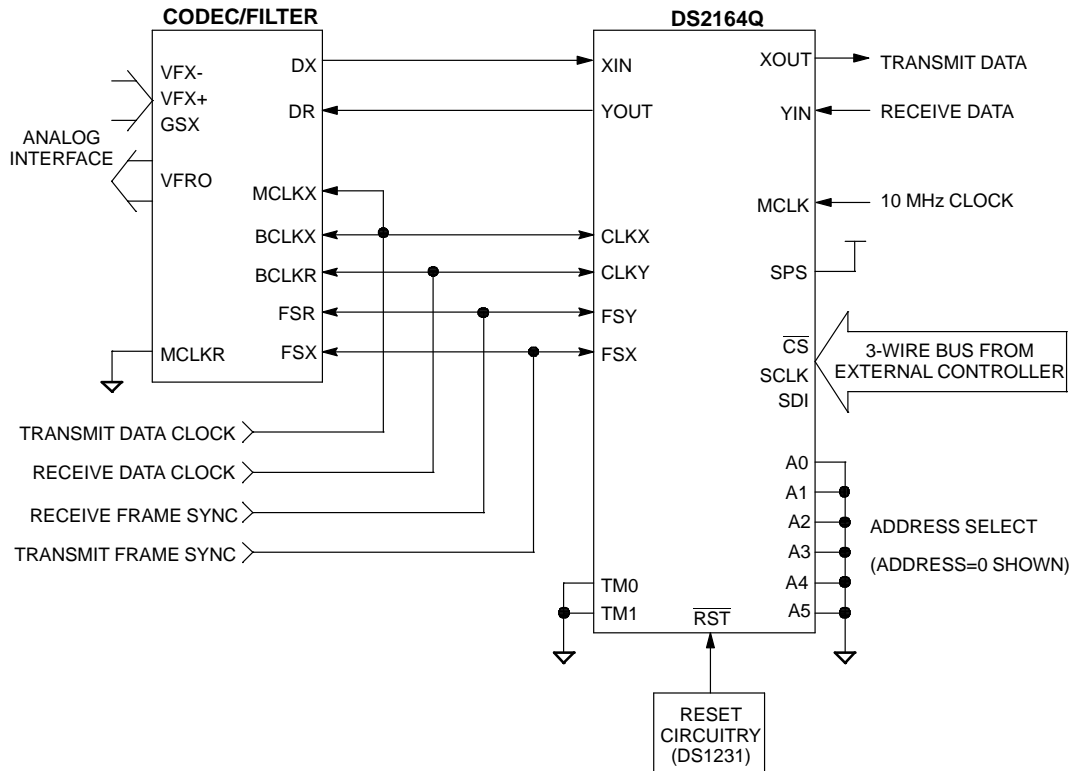 CODEC/FILTER
DS2164Q
VFX-
VFX+
GSX
ANALOG
INTERFACE
VFRO
DX
DR
MCLKX
BCLKX
BCLKR
FSR
FSX
MCLKR
XIN
YOUT
CLKX
CLKY
FSY
FSX
TM0
TM1
RST
XOUT
YIN
MCLK
SPS
CS
SCLK
SDI
A0
A1
A2
A3
A4
A5
TRANSMIT DATA
RECEIVE DATA
10 MHz CLOCK
3-WIRE BUS FROM
EXTERNAL CONTROLLER
ADDRESS SELECT
(ADDRESS=0 SHOWN)
TRANSMIT DATA CLOCK
RECEIVE DATA CLOCK
RECEIVE FRAME SYNC
TRANSMIT FRAME SYNC
RESET
CIRCUITRY
(DS1231)